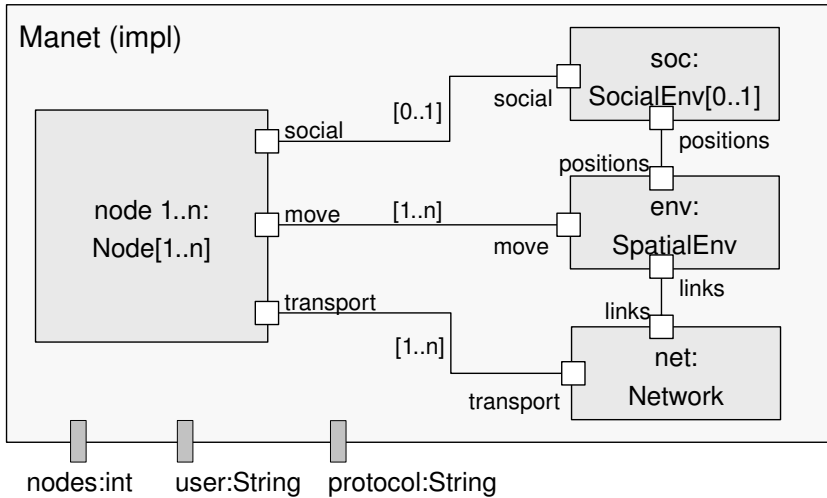 Manet (impl)
soc:
SocialEnv[0..1]
social
[0..1]
social
positions
positions
node 1..n:
Node[1..n]
move
[1..n]
move
env:
SpatialEnv
links
links
transport
[1..n]
transport
net:
Network
nodes:int
user:String
protocol:String